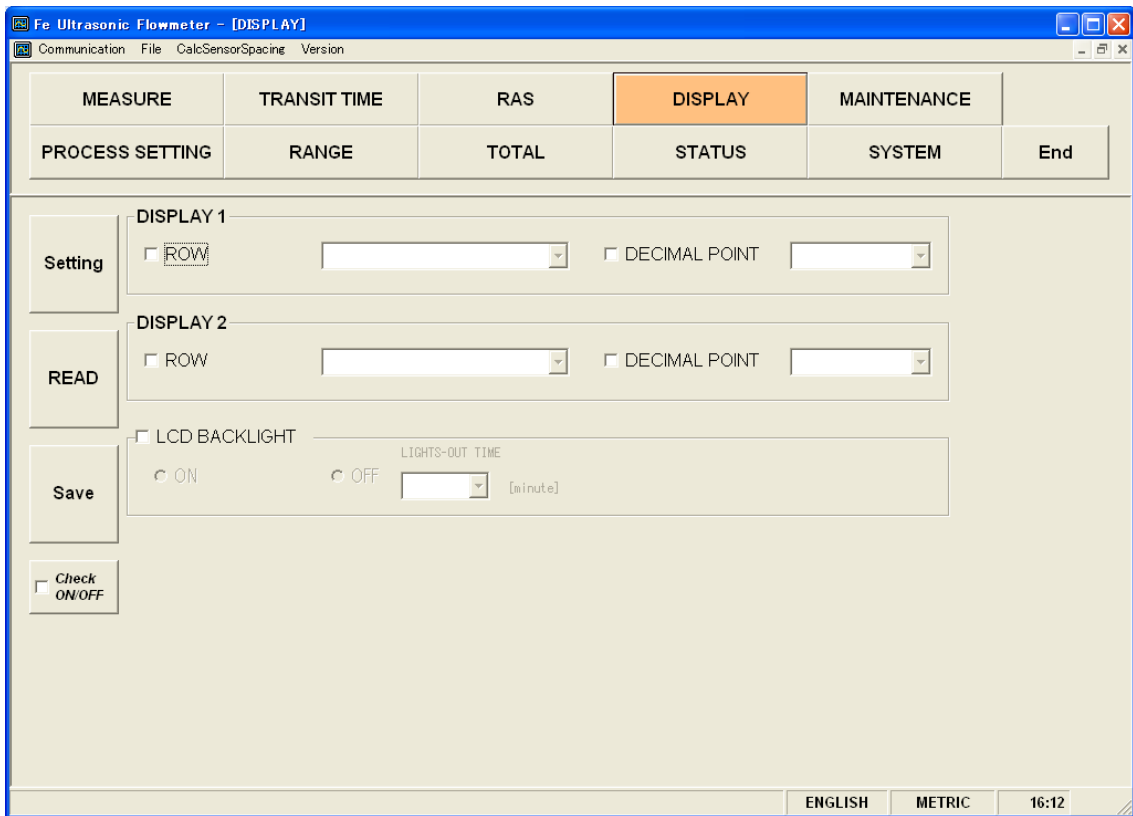 Fe Ultrasonic Flowmeter - [DISPLAY]
Communication File CalcSensorSpacing Version
MEASURE TRANSIT TIME RAS DISPLAY MAINTENANCE
PROCESS SETTING RANGE TOTAL STATUS SYSTEM End
Setting
READ
Save
Check
ON/OFF
DISPLAY 1
ROW DECIMAL POINT
DISPLAY 2
ROW DECIMAL POINT
LCD BACKLIGHT
LIGHTS-OUT TIME
ON OFF [minute]
ENGLISH METRIC 16:12